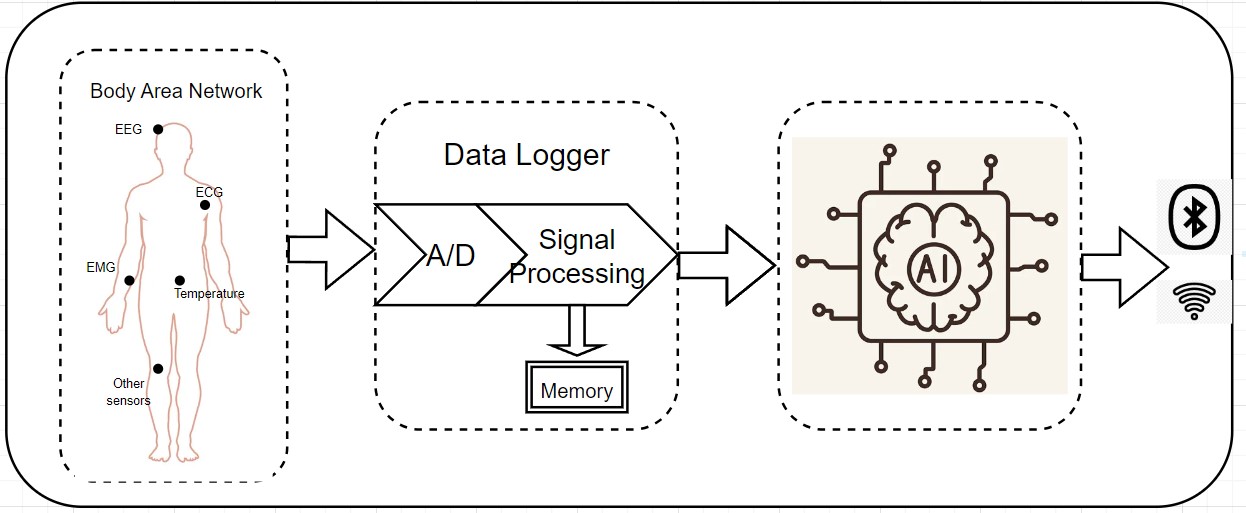 Body Area Network
EEG
ECG
EMG
Temperature
Other
sensors
Data Logger
A/D
Signal
Processing
Memory
AI